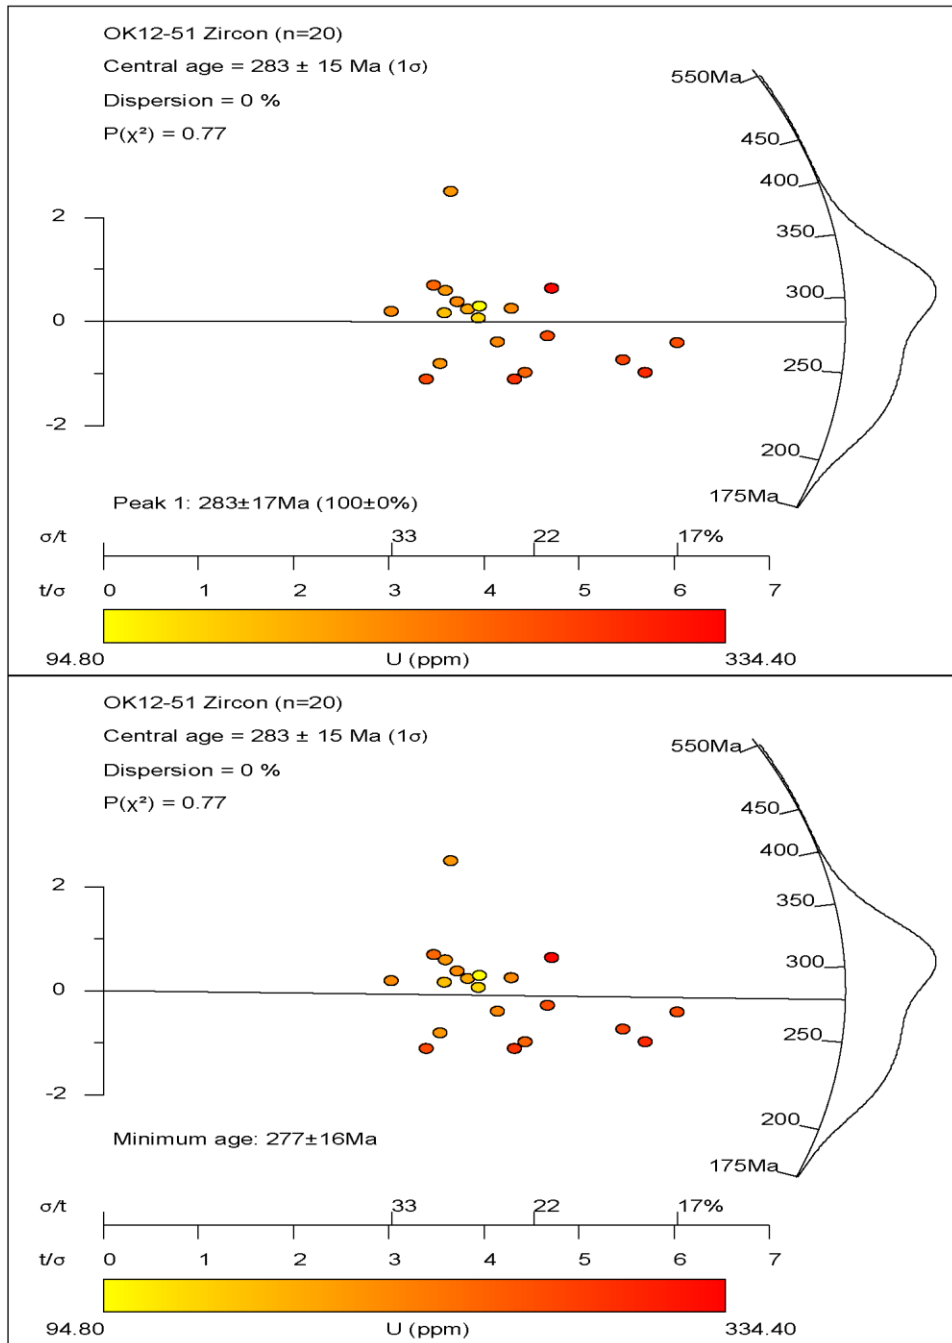 OK12-51 Zircon (n=20)
Central age = 283 ± 15 Ma (1σ)
Dispersion = 0 %
P(χ²) = 0.77
550Ma
450
400
350
300
250
200
175Ma
2
0
-2
Peak 1: 283±17Ma (100±0%)
σ/t 33 22 17%
t/σ 0 1 2 3 4 5 6 7
94.80 U (ppm) 334.40
OK12-51 Zircon (n=20)
Central age = 283 ± 15 Ma (1σ)
Dispersion = 0 %
P(χ²) = 0.77
550Ma
450
400
350
300
250
200
175Ma
2
0
-2
Minimum age: 277±16Ma
σ/t 33 22 17%
t/σ 0 1 2 3 4 5 6 7
94.80 U (ppm) 334.40